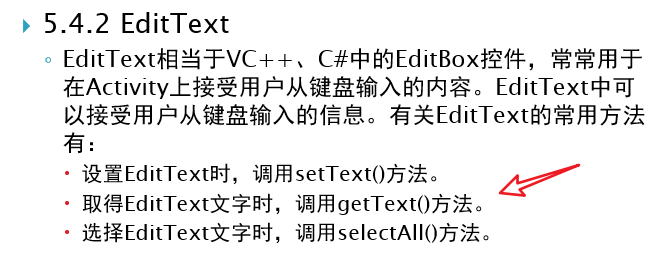 5.4.2 EditText
EditText相当于VC++、C#中的EditBox控件，常常用于
在Activity上接受用户从键盘输入的内容。EditText中可
以接受用户从键盘输入的信息。有关EditText的常用方法
有：
设置EditText时，调用setText()方法。
取得EditText文字时，调用getText()方法。
选择EditText文字时，调用selectAll()方法。